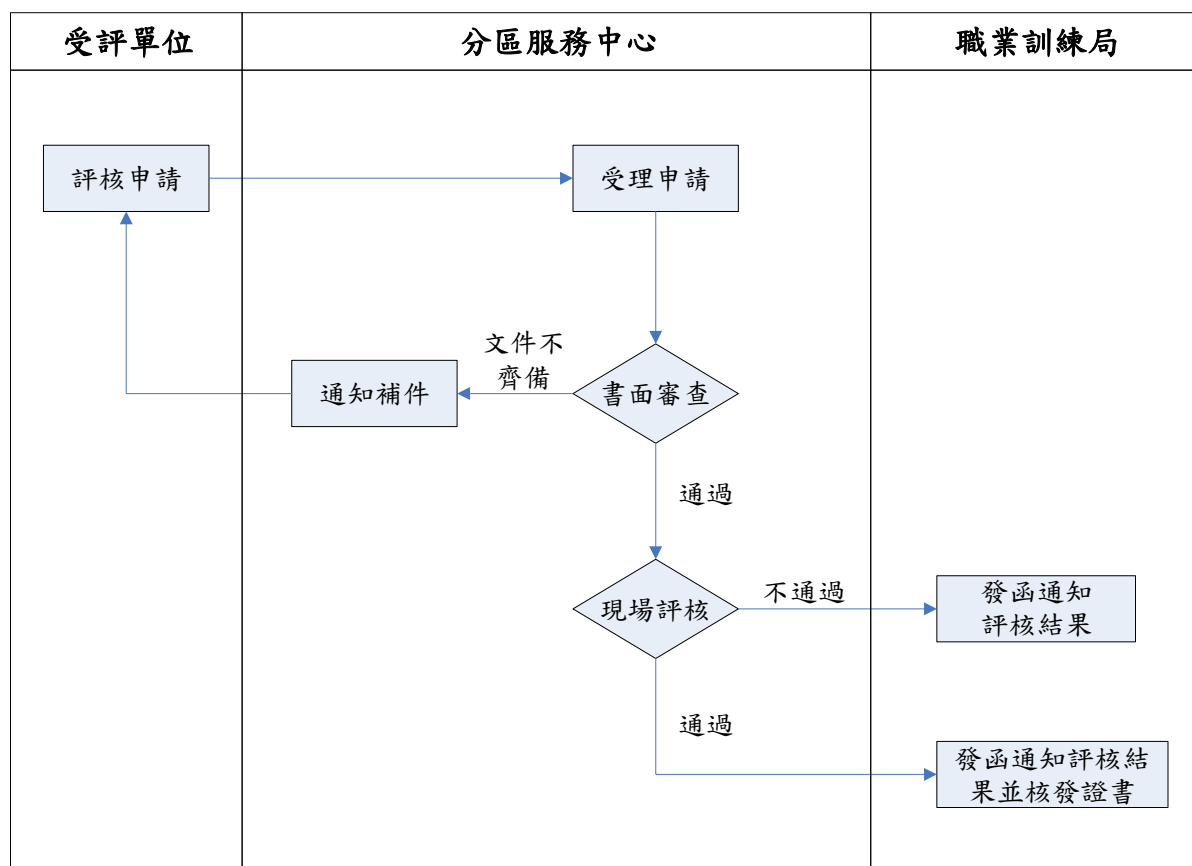 受評單位
分區服務中心
職業訓練局
評核申請
受理申請
文件不
齊備
通知補件
書面審查
通過
現場評核
不通過
發函通知
評核結果
通過
發函通知評核結
果並核發證書